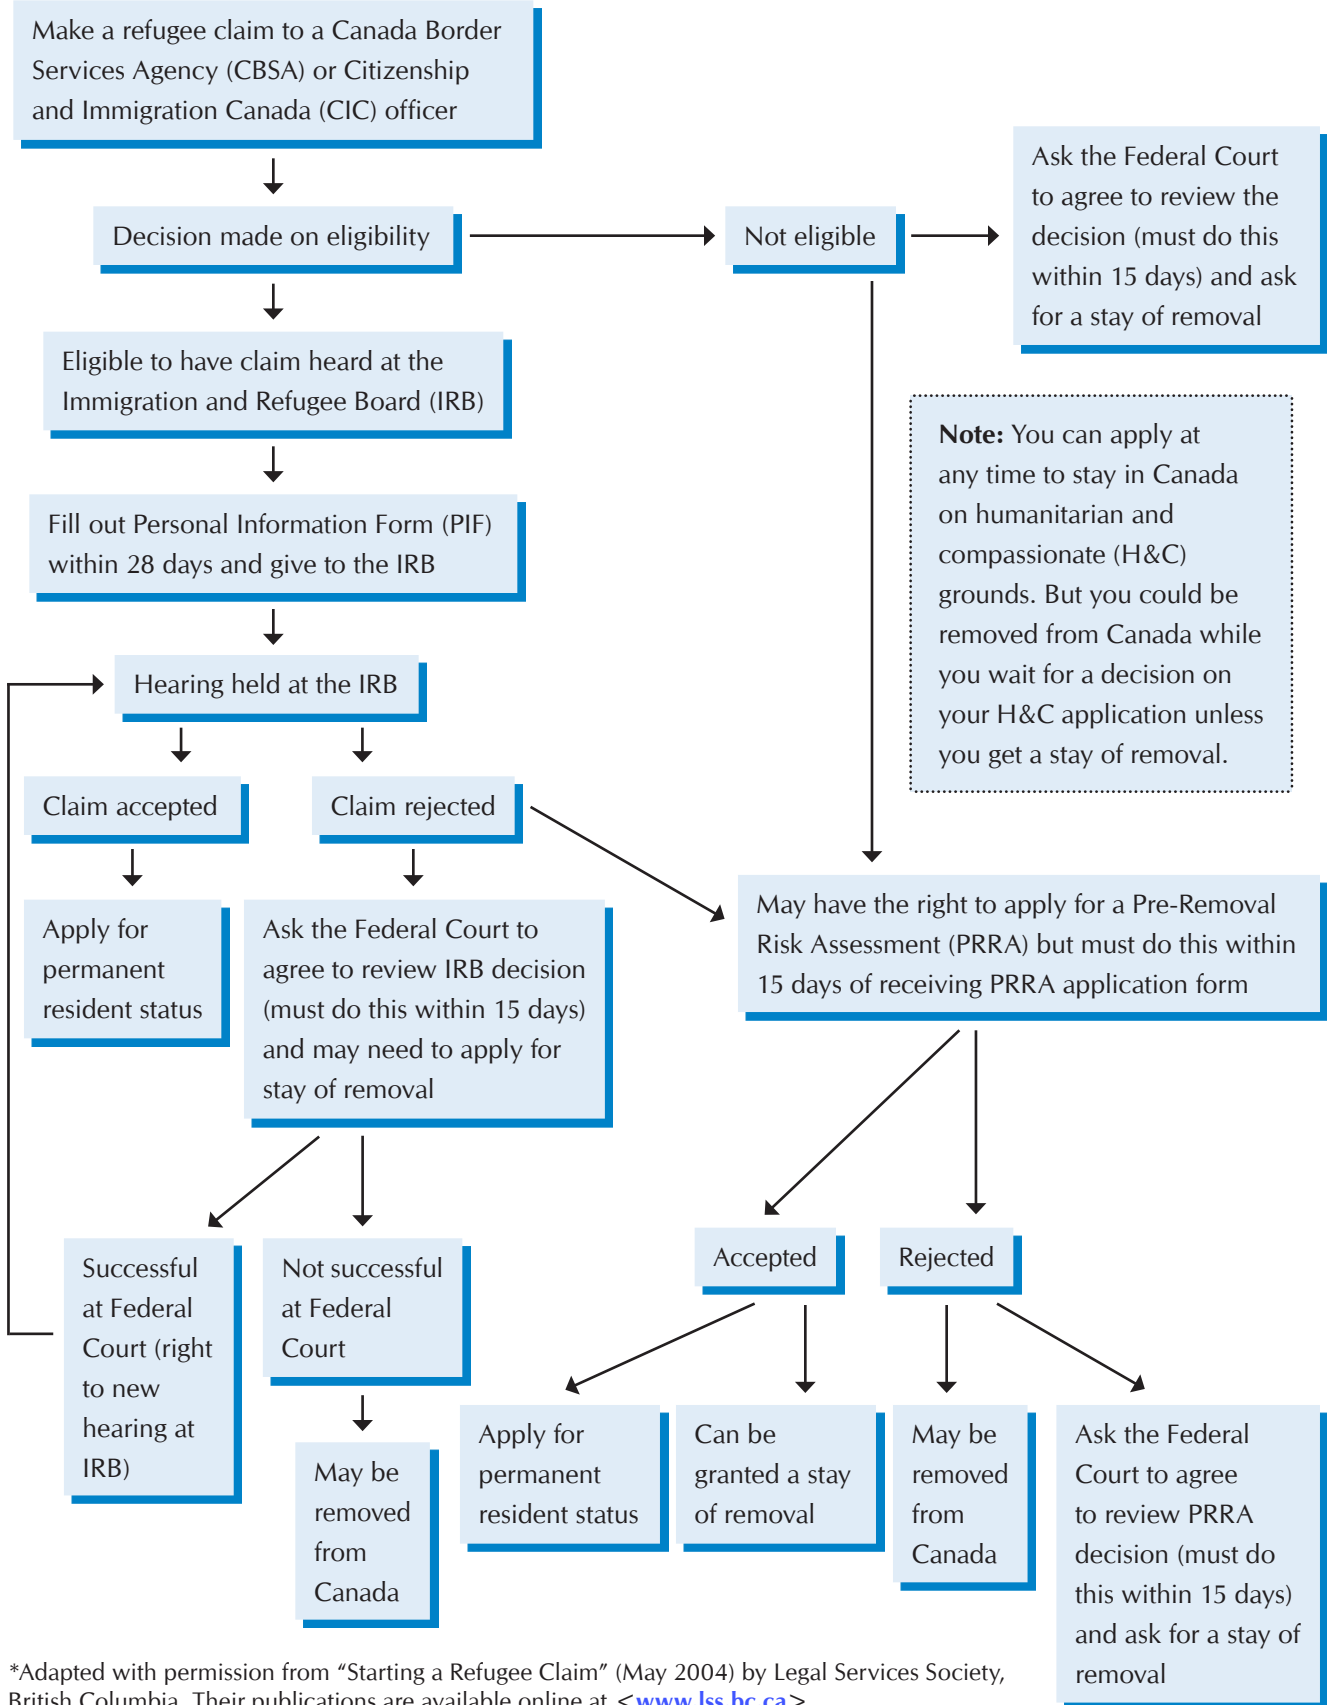 Make a refugee claim to a Canada Border
Services Agency (CBSA) or Citizenship
and Immigration Canada (CIC) officer
Ask the Federal Court
to agree to review the
decision (must do this
within 15 days) and ask
for a stay of removal
Decision made on eligibility
Not eligible
Eligible to have claim heard at the
Immigration and Refugee Board (IRB)
Note: You can apply at
any time to stay in Canada
on humanitarian and
compassionate (H&C)
grounds. But you could be
removed from Canada while
you wait for a decision on
your H&C application unless
you get a stay of removal.
Fill out Personal Information Form (PIF)
within 28 days and give to the IRB
Hearing held at the IRB
Claim accepted
Claim rejected
Apply for
permanent
resident status
Ask the Federal Court to
agree to review IRB decision
(must do this within 15 days)
and may need to apply for
stay of removal
May have the right to apply for a Pre-Removal
Risk Assessment (PRRA) but must do this within
15 days of receiving PRRA application form
Successful
at Federal
Court (right
to new
hearing at
IRB)
Not successful
at Federal
Court
Accepted
Rejected
May be
removed
from
Canada
Apply for
permanent
resident status
Can be
granted a stay
of removal
May be
removed
from
Canada
Ask the Federal
Court to agree
to review PRRA
decision (must do
this within 15 days)
and ask for a stay of
removal
*Adapted with permission from “Starting a Refugee Claim” (May 2004) by Legal Services Society,
British Columbia. Their publications are available online at <www.lss.bc.ca>